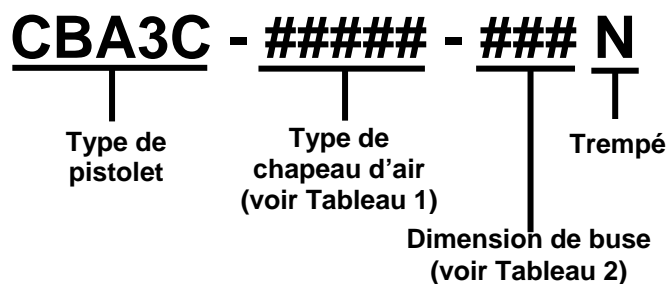 CBA3C - ##### - ### N
Type de
pistolet
Type de
chapeau d'air
(voir Tableau 1)
Trempé
Dimension de buse
(voir Tableau 2)